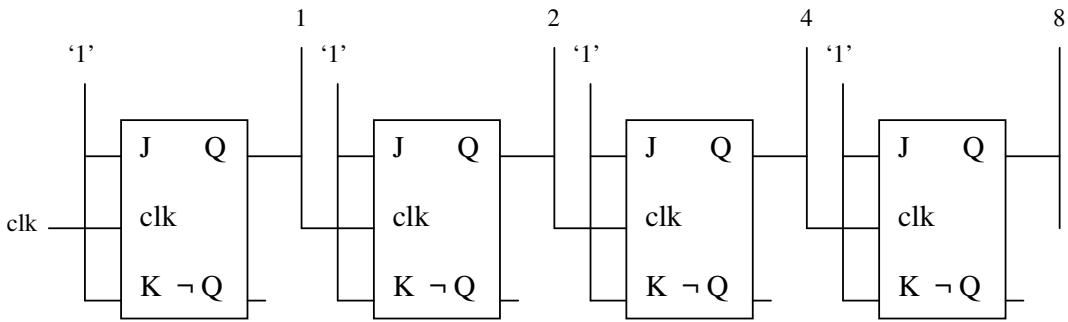 1 2 4 8
‘1’ ‘1’ ‘1’ ‘1’
J Q J Q J Q J Q
clk clk clk clk clk
K ¬ Q K ¬ Q K ¬ Q K ¬ Q